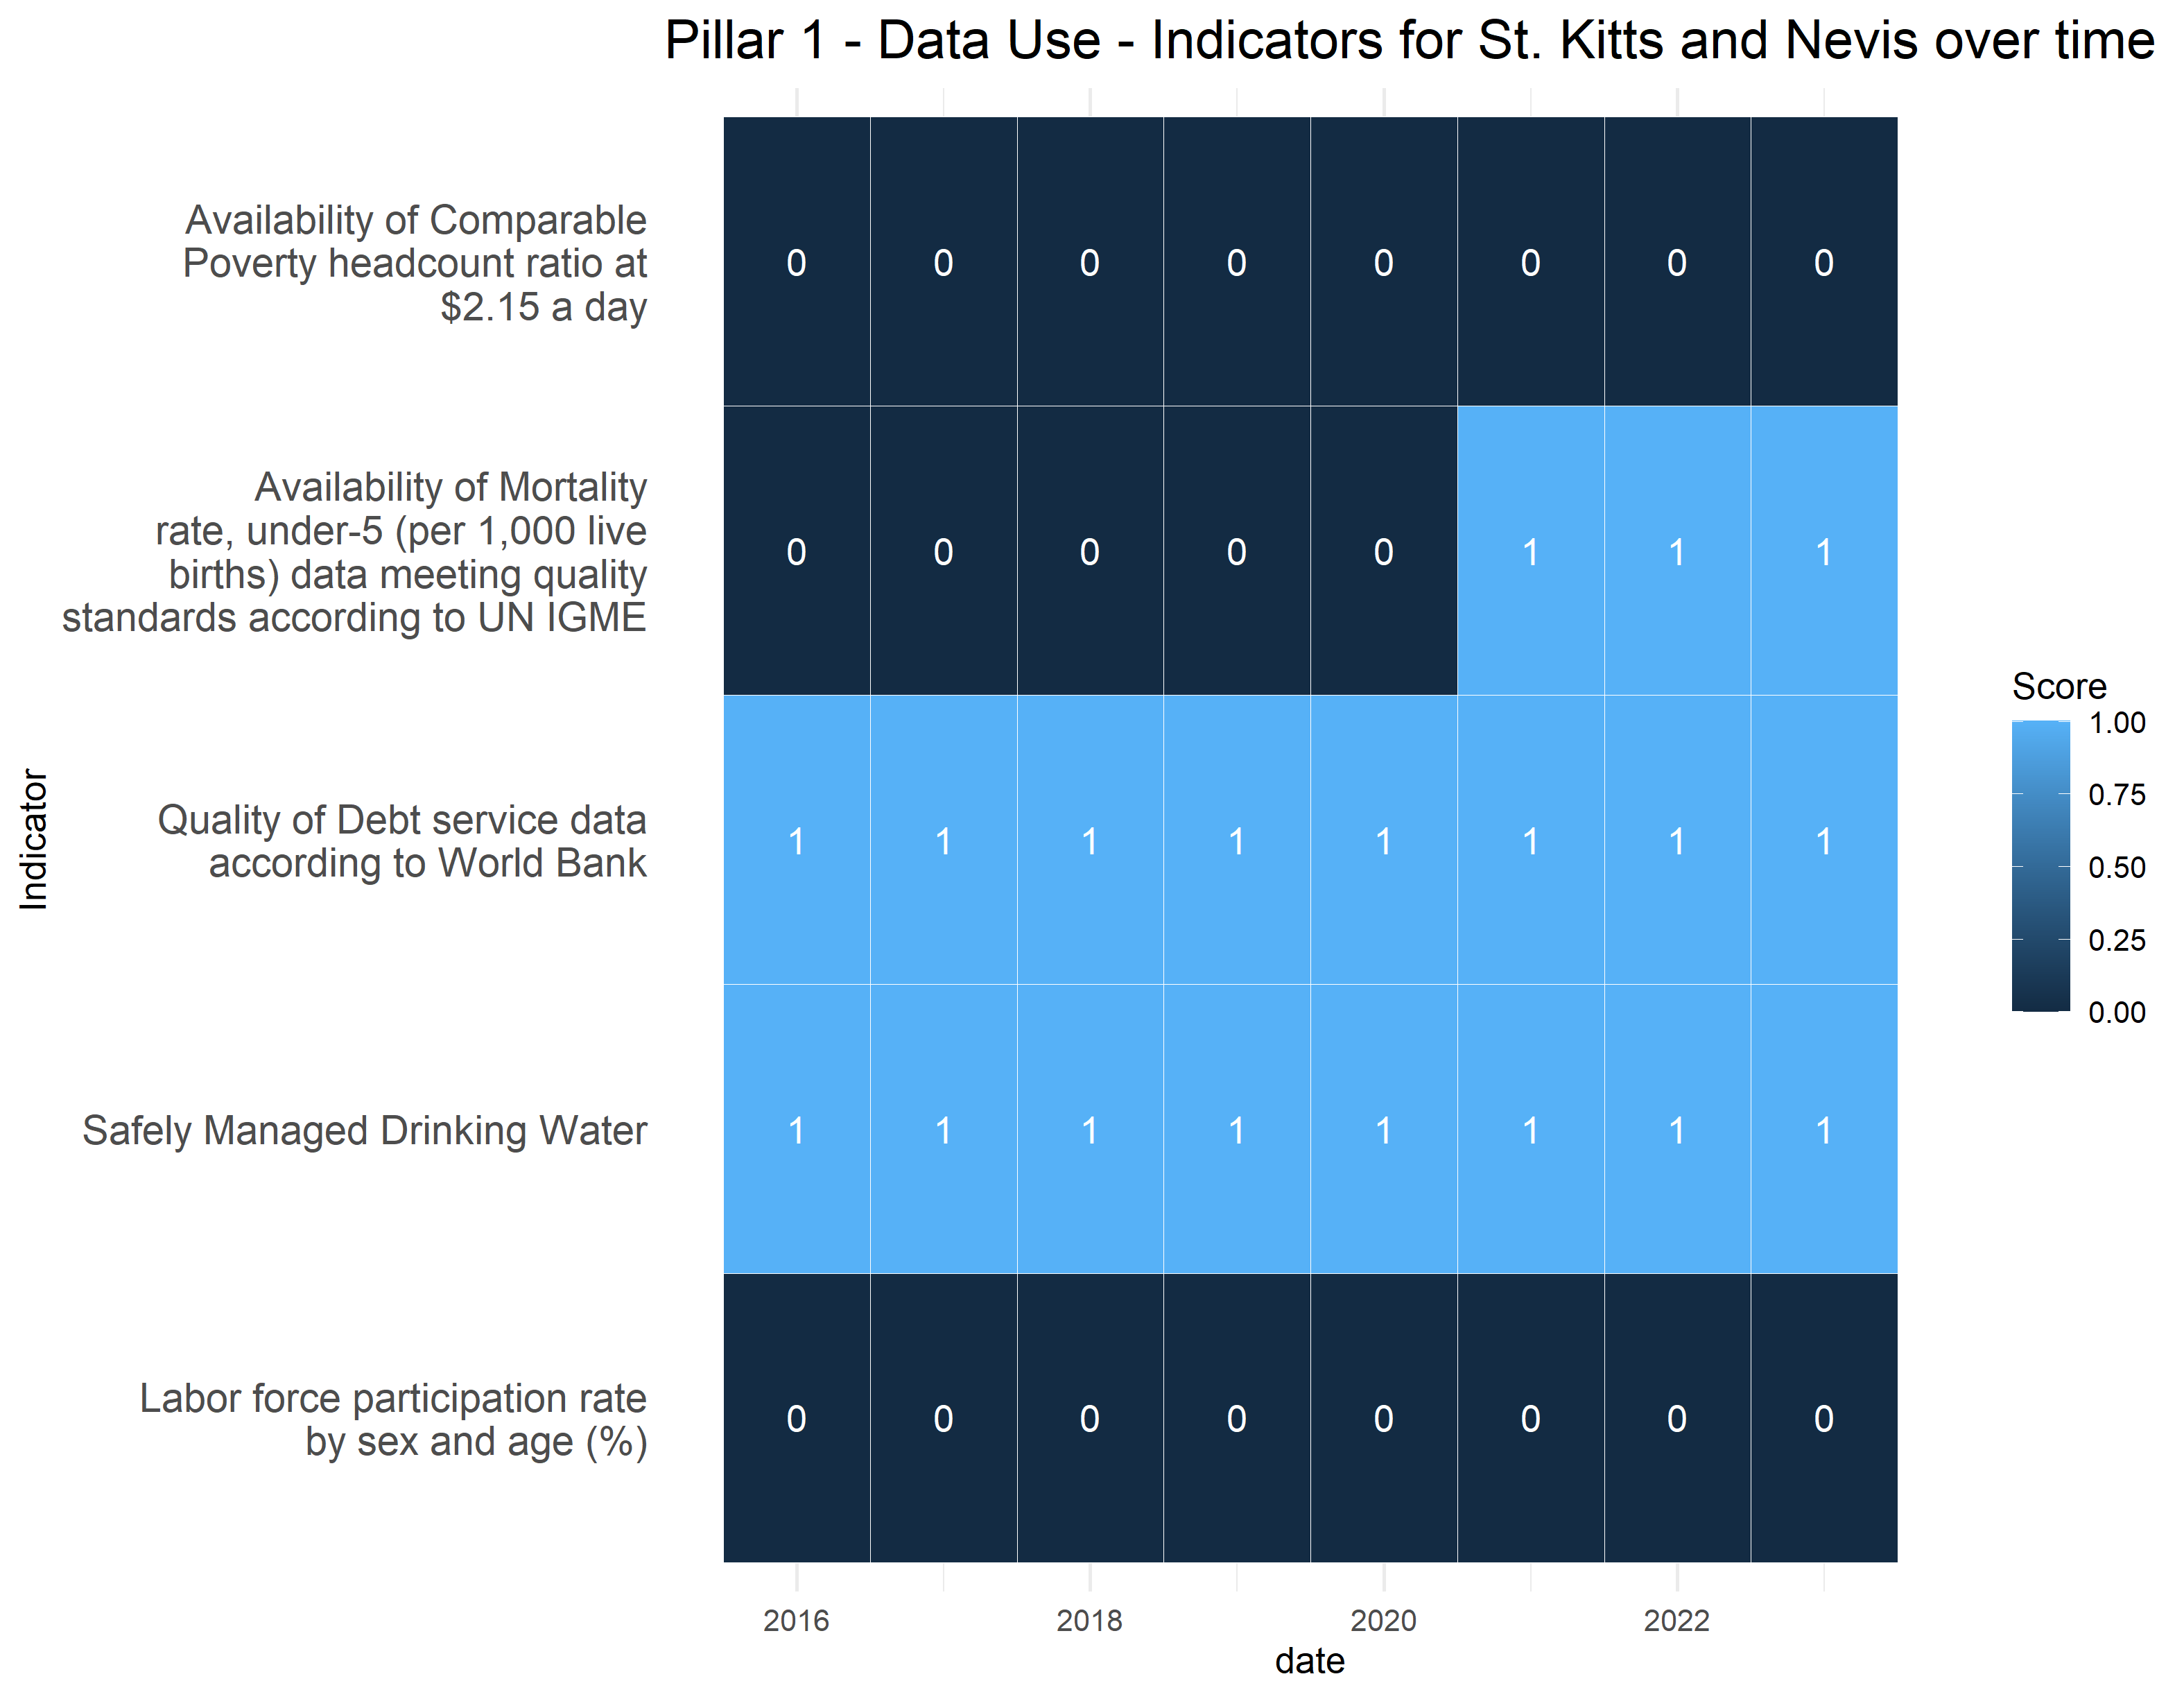 Pillar 1 - Data Use - Indicators for St. Kitts and Nevis over time
Indicator
Availability of Comparable
Poverty headcount ratio at
$2.15 a day
0 0 0 0 0 0 0 0
Availability of Mortality
rate, under-5 (per 1,000 live
births) data meeting quality
standards according to UN IGME
0 0 0 0 0 1 1 1
Quality of Debt service data
according to World Bank
1 1 1 1 1 1 1 1
Safely Managed Drinking Water
1 1 1 1 1 1 1 1
Labor force participation rate
by sex and age (%)
0 0 0 0 0 0 0 0
2016 2018 2020 2022
date
Score
1.00
0.75
0.50
0.25
0.00